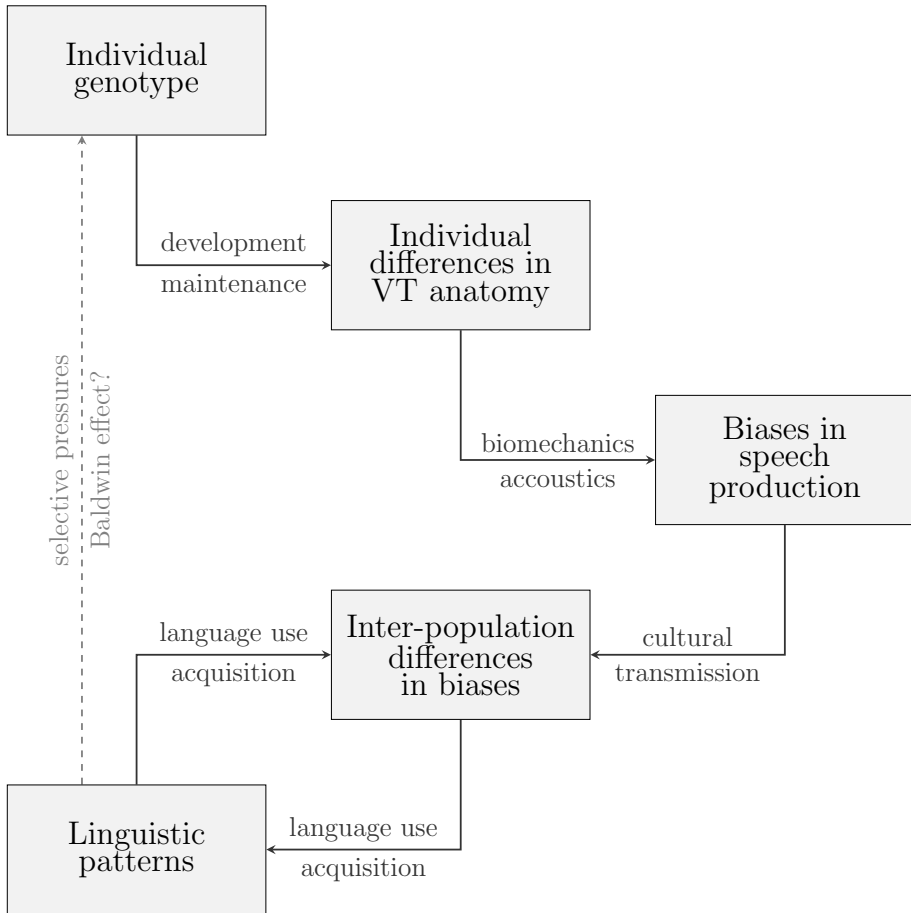 Individual
genotype
development
maintenance
Individual
differences in
VT anatomy
selective pressures
Baldwin effect?
biomechanics
accoustics
Biases in
speech
production
language use
acquisition
Inter-population
differences
in biases
cultural
transmission
Linguistic
patterns
language use
acquisition